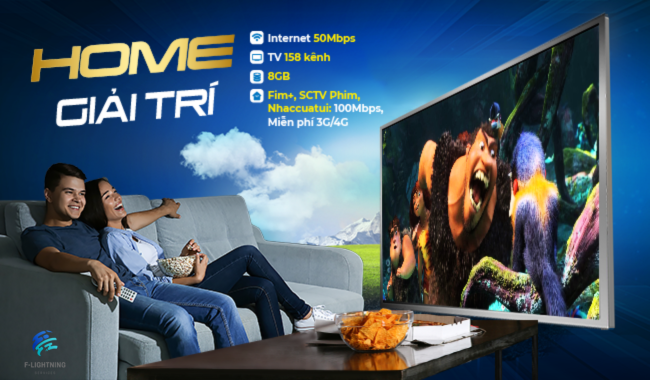 HOME
GIẢI TRÍ
Internet 50Mbps
TV 158 kênh
8GB
Fim+, SCTV Phim,
Nhaccuatui: 100Mbps,
Miễn phí 3G/4G
F-LIGHTNING